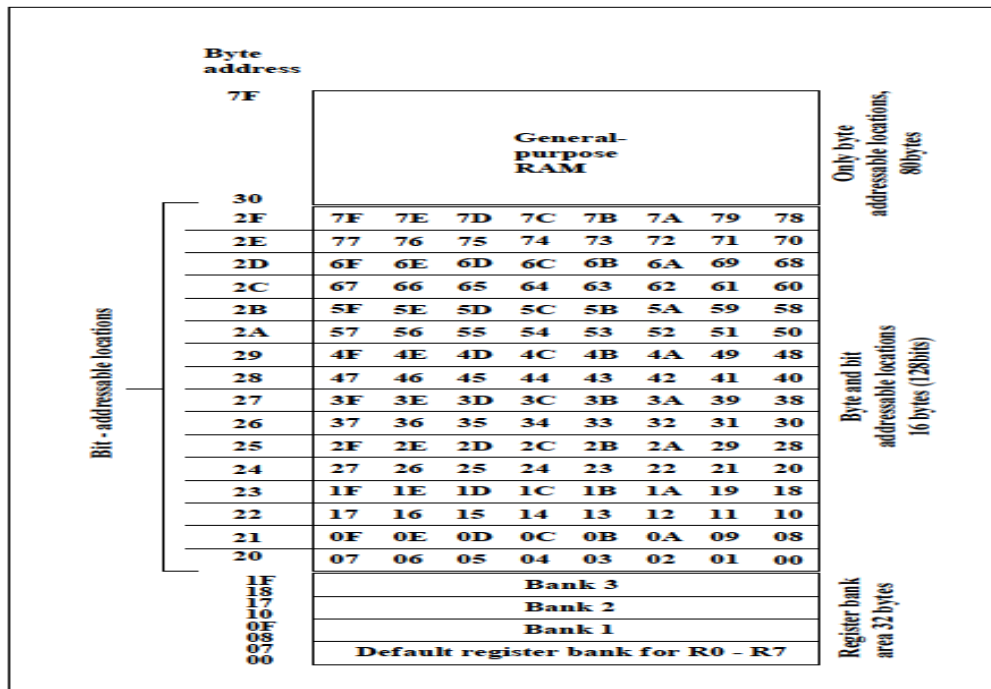 Byte
address
7F
General-
purpose
RAM
Only byte
addressable locations,
80bytes
30
2F 7F 7E 7D 7C 7B 7A 79 78
2E 77 76 75 74 73 72 71 70
2D 6F 6E 6D 6C 6B 6A 69 68
2C 67 66 65 64 63 62 61 60
2B 5F 5E 5D 5C 5B 5A 59 58
2A 57 56 55 54 53 52 51 50
29 4F 4E 4D 4C 4B 4A 49 48
28 47 46 45 44 43 42 41 40
27 3F 3E 3D 3C 3B 3A 39 38
26 37 36 35 34 33 32 31 30
25 2F 2E 2D 2C 2B 2A 29 28
24 27 26 25 24 23 22 21 20
23 1F 1E 1D 1C 1B 1A 19 18
22 17 16 15 14 13 12 11 10
21 0F 0E 0D 0C 0B 0A 09 08
20 07 06 05 04 03 02 01 00
Bit - addressable locations
Byte and bit
addressable locations
16 bytes (128bits)
1F
18
Bank 3
17
10
Bank 2
0F
08
Bank 1
07
00
Default register bank for R0 - R7
Register bank
area 32 bytes